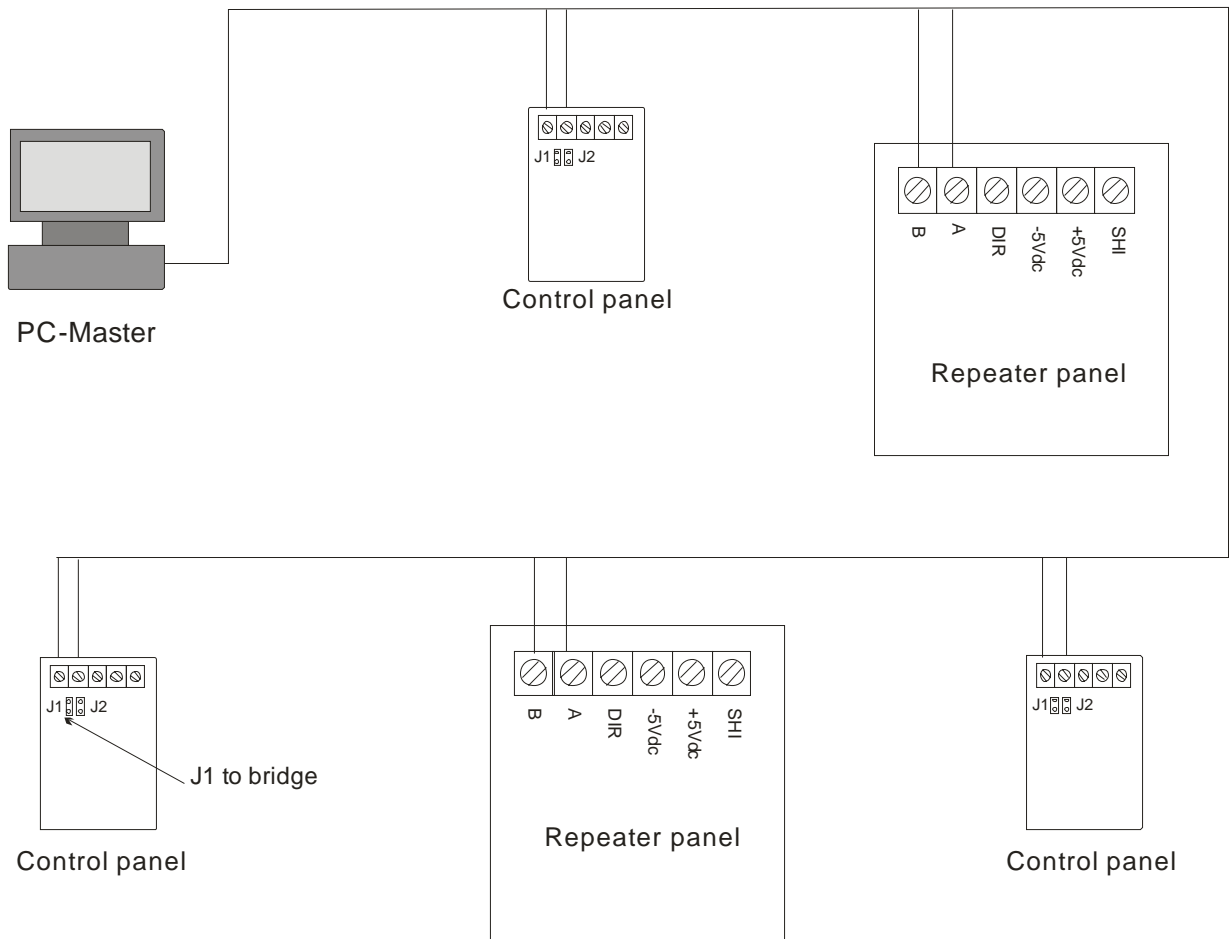 J1 J2
Control panel
PC-Master
B A DIR -5Vdc +5Vdc SHI
Repeater panel
J1 J2
J1 to bridge
Control panel
B A DIR -5Vdc +5Vdc SHI
Repeater panel
J1 J2
Control panel